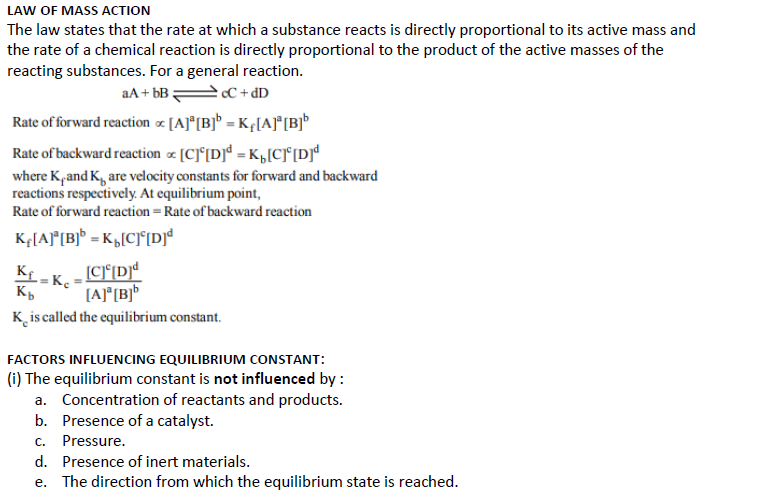 LAW OF MASS ACTION
The law states that the rate at which a substance reacts is directly proportional to its active mass and
the rate of a chemical reaction is directly proportional to the product of the active masses of the
reacting substances. For a general reaction.
aA + bB ⇌ cC + dD
Rate of forward reaction ∝ [A]ᵃ[B]ᵇ = K_f[A]ᵃ[B]ᵇ
Rate of backward reaction ∝ [C]ᶜ[D]ᵈ = K_b[C]ᶜ[D]ᵈ
where K_f and K_b are velocity constants for forward and backward
reactions respectively. At equilibrium point,
Rate of forward reaction = Rate of backward reaction
K_f[A]ᵃ[B]ᵇ = K_b[C]ᶜ[D]ᵈ
K_f/K_b = K_c = [C]ᶜ[D]ᵈ/[A]ᵃ[B]ᵇ
K_c is called the equilibrium constant.
FACTORS INFLUENCING EQUILIBRIUM CONSTANT:
(i) The equilibrium constant is not influenced by :
a. Concentration of reactants and products.
b. Presence of a catalyst.
c. Pressure.
d. Presence of inert materials.
e. The direction from which the equilibrium state is reached.